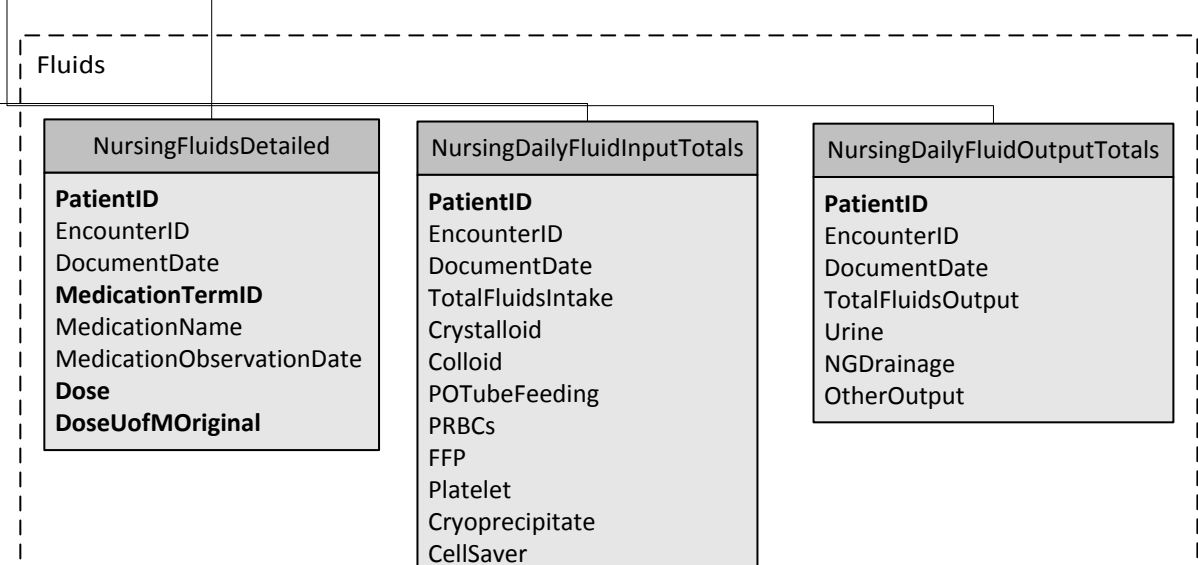 Fluids
NursingFluidsDetailed
PatientID
EncounterID
DocumentDate
MedicationTermID
MedicationName
MedicationObservationDate
Dose
DoseUofMOriginal
NursingDailyFluidInputTotals
PatientID
EncounterID
DocumentDate
TotalFluidsIntake
Crystalloid
Colloid
POTubeFeeding
PRBCs
FFP
Platelet
Cryoprecipitate
CellSaver
NursingDailyFluidOutputTotals
PatientID
EncounterID
DocumentDate
TotalFluidsOutput
Urine
NGDrainage
OtherOutput